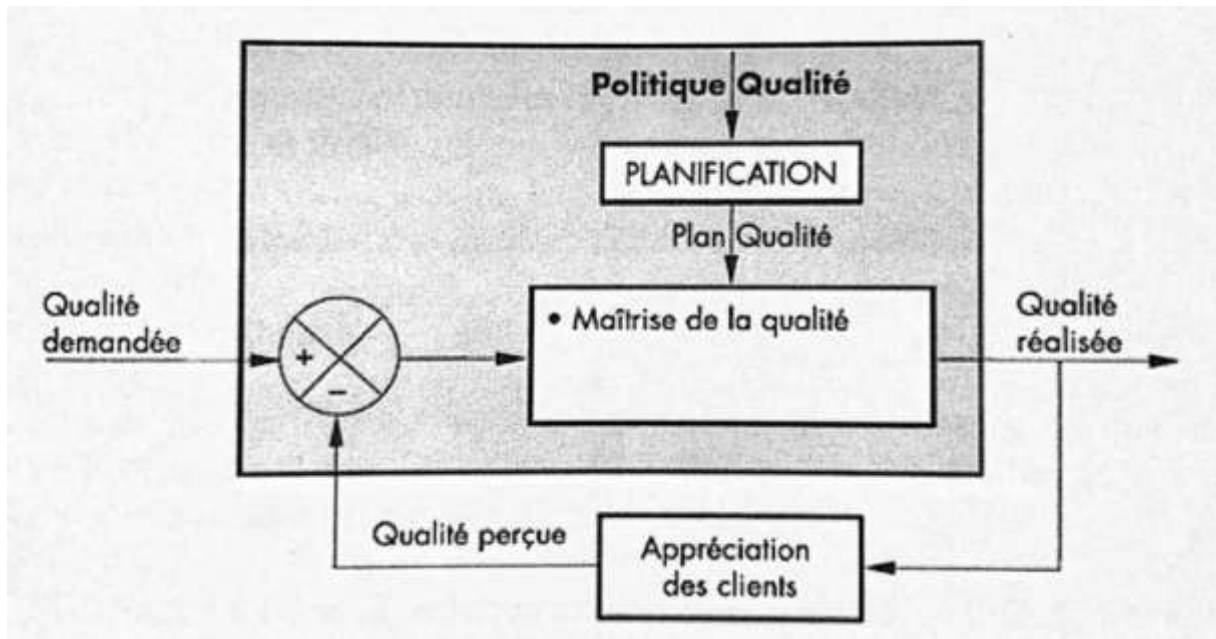 Politique Qualité
PLANIFICATION
Plan Qualité
Qualité
demandée
+
−
• Maîtrise de la qualité
Qualité
réalisée
Qualité perçue
Appréciation
des clients